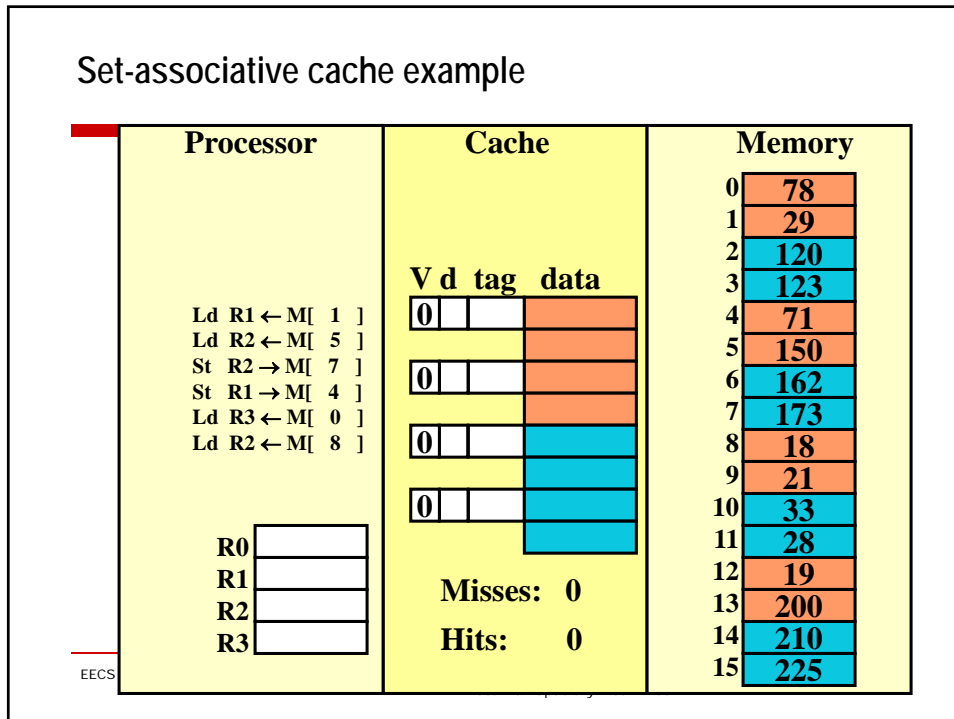 Set-associative cache example
Processor
Cache
Memory
Ld R1 ← M[ 1 ]
Ld R2 ← M[ 5 ]
St R2 → M[ 7 ]
St R1 → M[ 4 ]
Ld R3 ← M[ 0 ]
Ld R2 ← M[ 8 ]
R0
R1
R2
R3
V d tag data
0
0
0
0
Misses: 0
Hits: 0
0 78
1 29
2 120
3 123
4 71
5 150
6 162
7 173
8 18
9 21
10 33
11 28
12 19
13 200
14 210
15 225
EECS